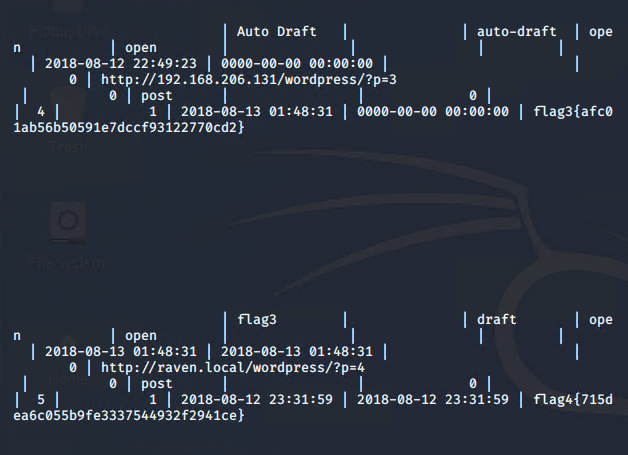 | Auto Draft | | auto-draft | ope
n | open | | | |
| 2018-08-12 22:49:23 | 0000-00-00 00:00:00 | |
0 | http://192.168.206.131/wordpress/?p=3
| 0 | post | | 0 |
| 4 | 1 | 2018-08-13 01:48:31 | 0000-00-00 00:00:00 | flag3{afc0
1ab56b50591e7dccf93122770cd2}
Trash
File System
| flag3 | | draft | ope
n | open | | | |
| 2018-08-13 01:48:31 | 2018-08-13 01:48:31 | |
0 | http://raven.local/wordpress/?p=4
Home
| 0 | post | | 0 |
| 5 | 1 | 2018-08-12 23:31:59 | 2018-08-12 23:31:59 | flag4{715d
ea6c055b9fe3337544932f2941ce}